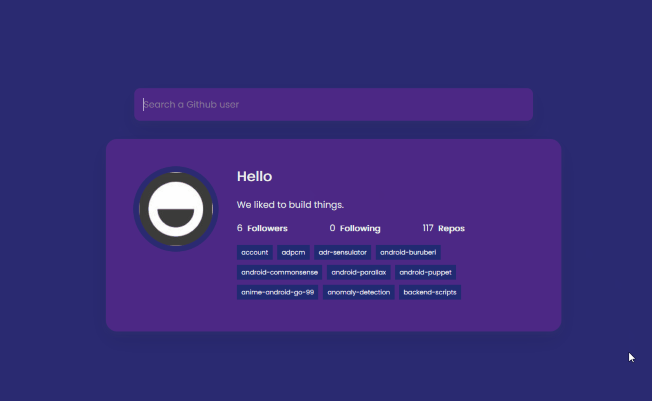 Search a Github user
Hello
We liked to build things.
6 Followers 0 Following 117 Repos
account adpcm adr-sensulator android-buruberi
android-commonsense android-parallax android-puppet
anime-android-go-99 anomaly-detection backend-scripts